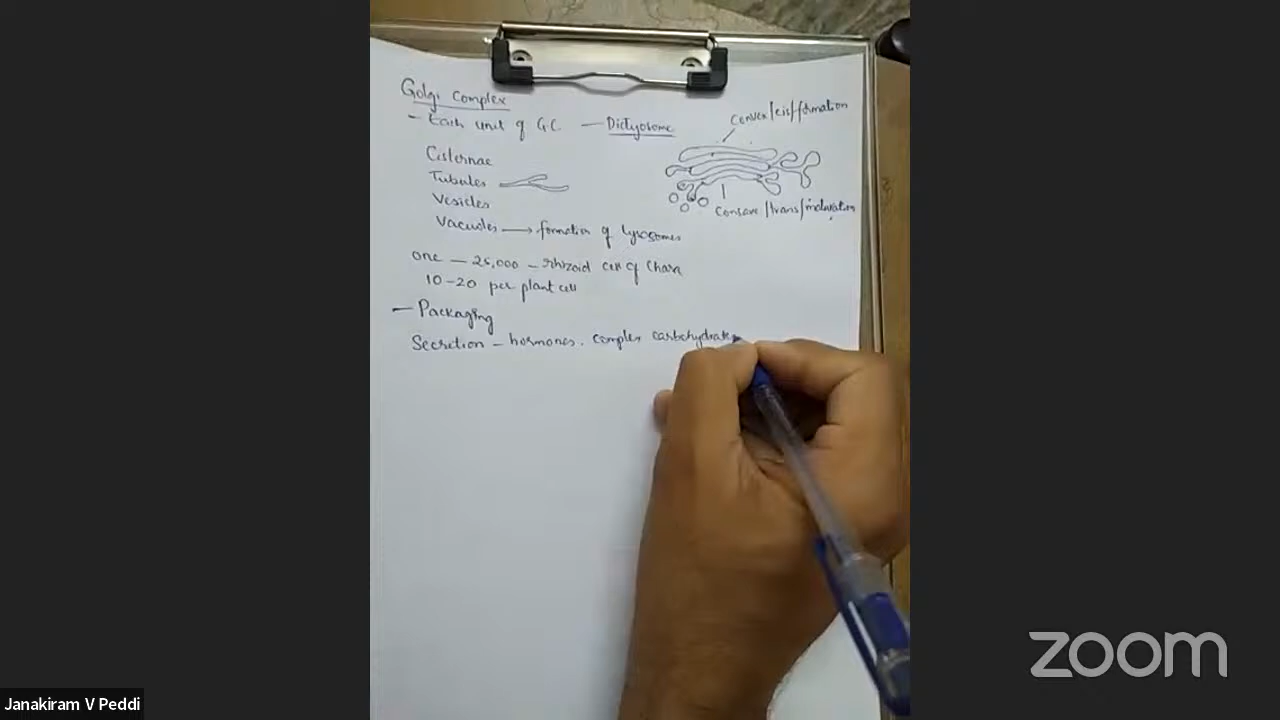 Golgi Complex
- Each unit of G.C. - Dictyosome
Convex/cis/formation
Cisternae
Tubules
Vesicles
Concave/trans/maturation
Vacuoles → formation of lysosomes
one - 25,000 - rhizoid cell of Chara
10-20 per plant cell
- Packaging
Secretion - hormones. complex carbohydrates
zoom
Janakiram V Peddi